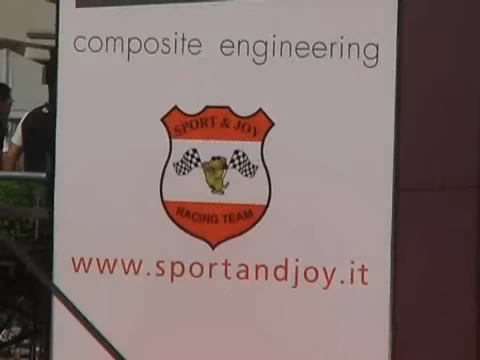 composite engineering
SPORT & JOY
RACING TEAM
www.sportandjoy.it